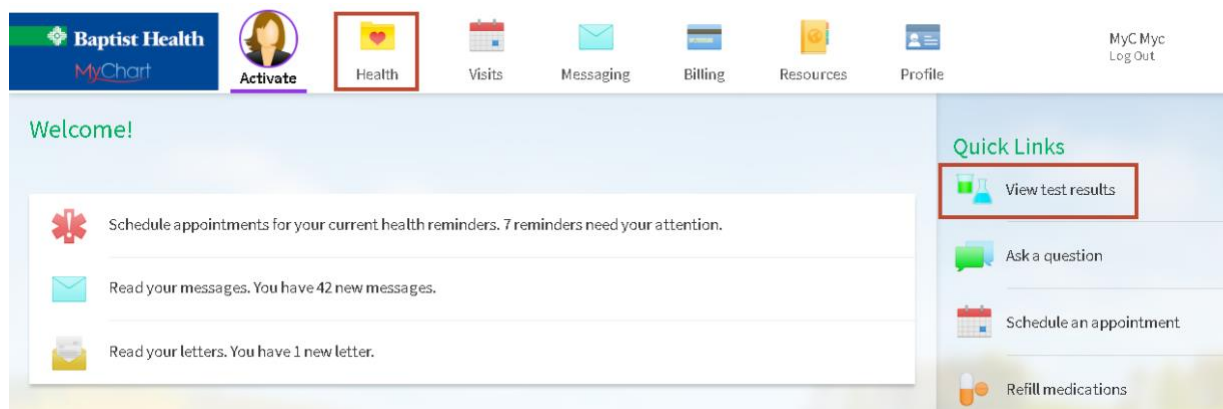 Baptist Health
MyChart
Activate
Health
Visits
Messaging
Billing
Resources
Profile
MyC Myc
Log Out
Welcome!
Schedule appointments for your current health reminders. 7 reminders need your attention.
Read your messages. You have 42 new messages.
Read your letters. You have 1 new letter.
Quick Links
View test results
Ask a question
Schedule an appointment
Refill medications